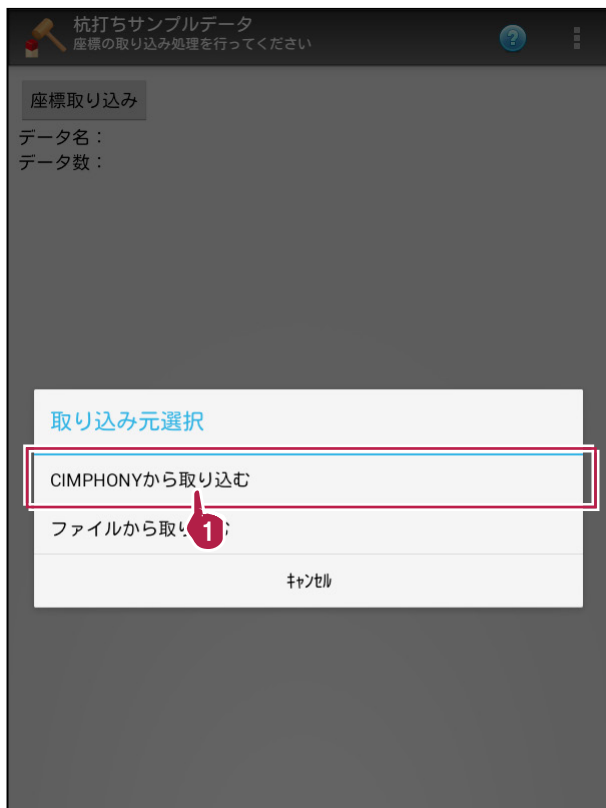 杭打ちサンプルデータ
座標の取り込み処理を行ってください
?
座標取り込み
データ名：
データ数：
取り込み元選択
CIMPHONYから取り込む
ファイルから取り
1
ｷｬﾝｾﾙ